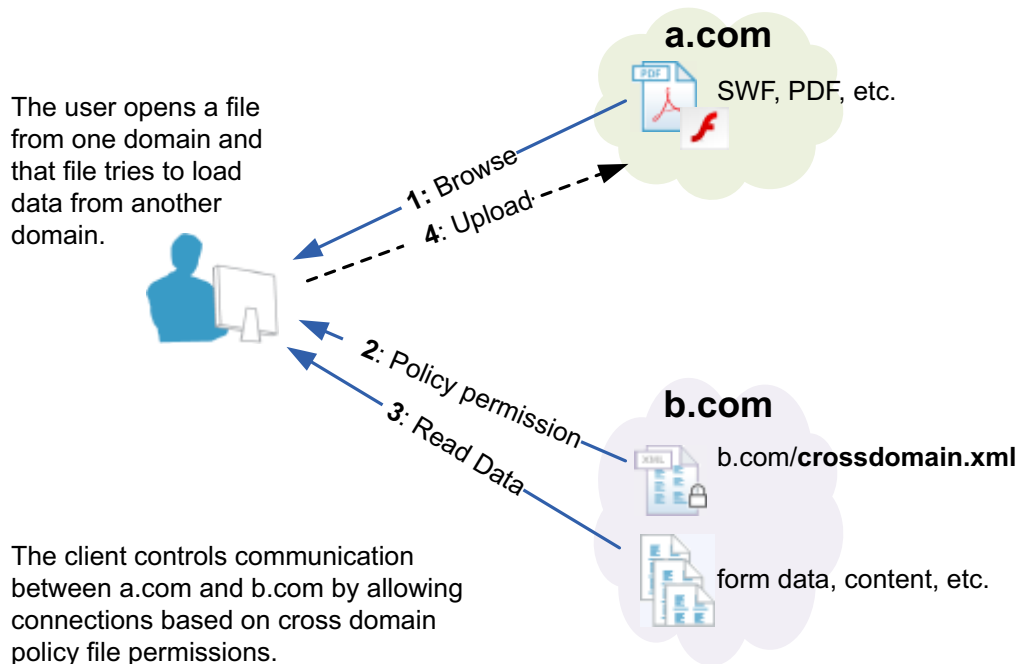 a.com
PDF
SWF, PDF, etc.
The user opens a file
from one domain and
that file tries to load
data from another
domain.
1: Browse
4: Upload
2: Policy permission
3: Read Data
b.com
XML
b.com/crossdomain.xml
form data, content, etc.
The client controls communication
between a.com and b.com by allowing
connections based on cross domain
policy file permissions.